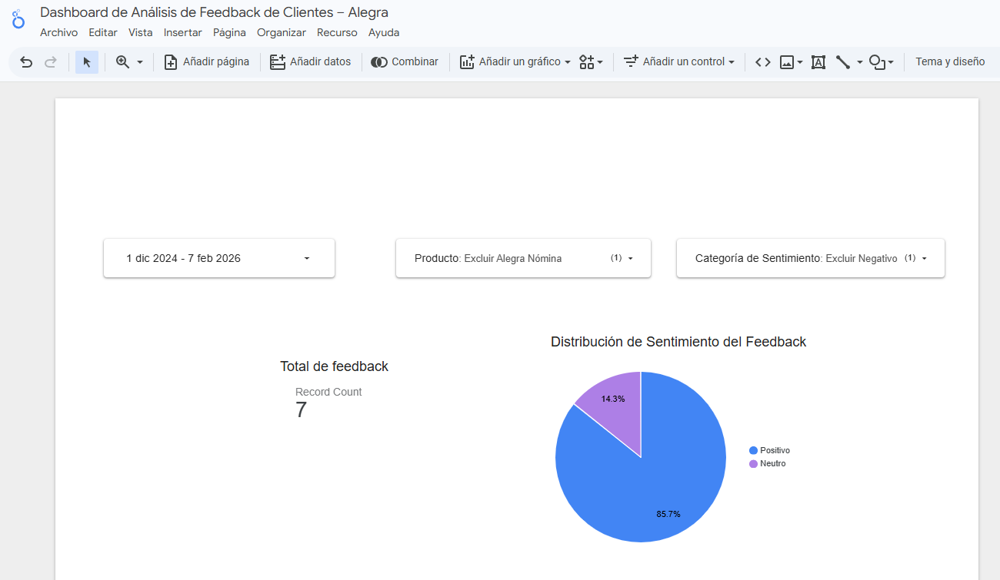 Dashboard de Análisis de Feedback de Clientes – Alegra
Archivo Editar Vista Insertar Página Organizar Recurso Ayuda
Añadir página Añadir datos Combinar Añadir un gráfico Añadir un control Tema y diseño
1 dic 2024 - 7 feb 2026
Producto: Excluir Alegra Nómina (1)
Categoría de Sentimiento: Excluir Negativo (1)
Total de feedback
Record Count
7
Distribución de Sentimiento del Feedback
14.3%
85.7%
Positivo
Neutro